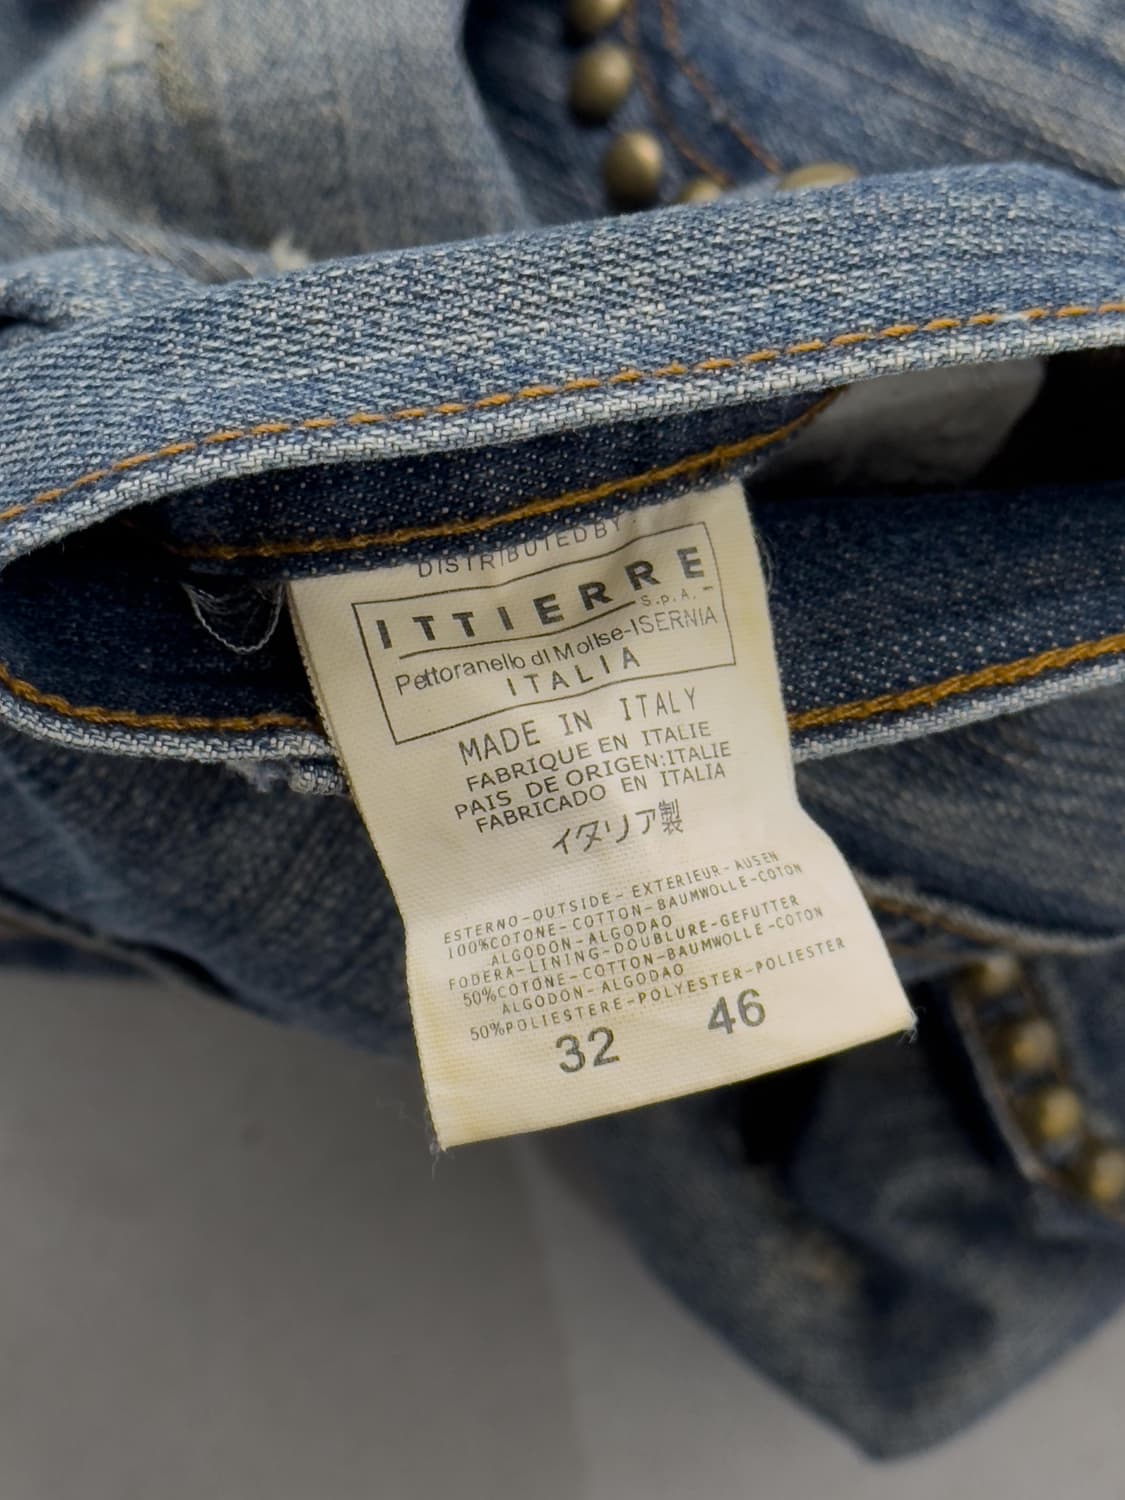 DISTRIBUTED BY
ITTIERRE
S.p.A.
Pettoranello di Molise-ISERNIA
ITALIA
MADE IN ITALY
FABRIQUE EN ITALIE
PAIS DE ORIGEN:ITALIE
FABRICADO EN ITALIA
イタリア製
ESTERNO-OUTSIDE-EXTERIEUR-AUSEN
100%COTONE-COTTON-BAUMWOLLE-COTON
ALGODON-ALGODAO
FODERA-LINING-DOUBLURE-GEFUTTER
50%COTONE-COTTON-BAUMWOLLE-COTON
ALGODON-ALGODAO
50%POLIESTERE-POLYESTER-POLIESTER
32 46